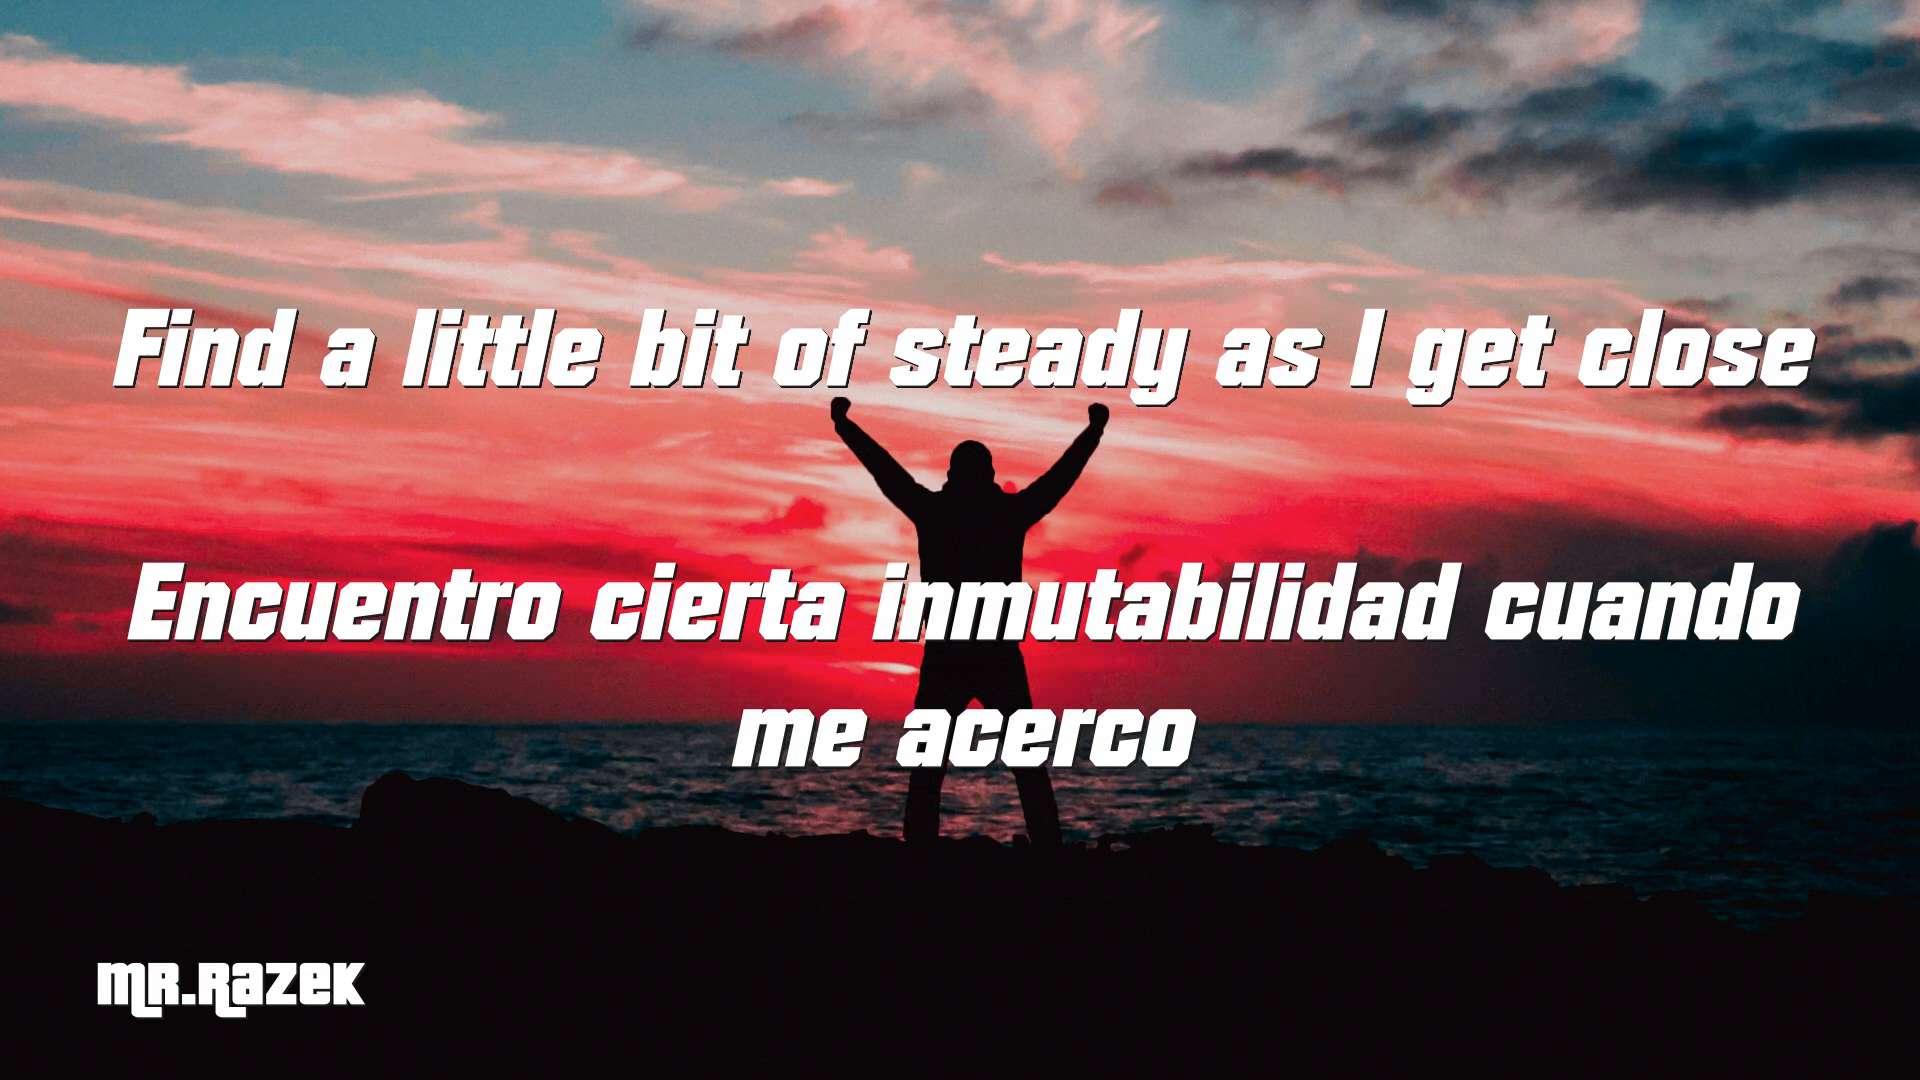 Find a little bit of steady as I get close
Encuentro cierta inmutabilidad cuando
me acerco
MR.RAZEK